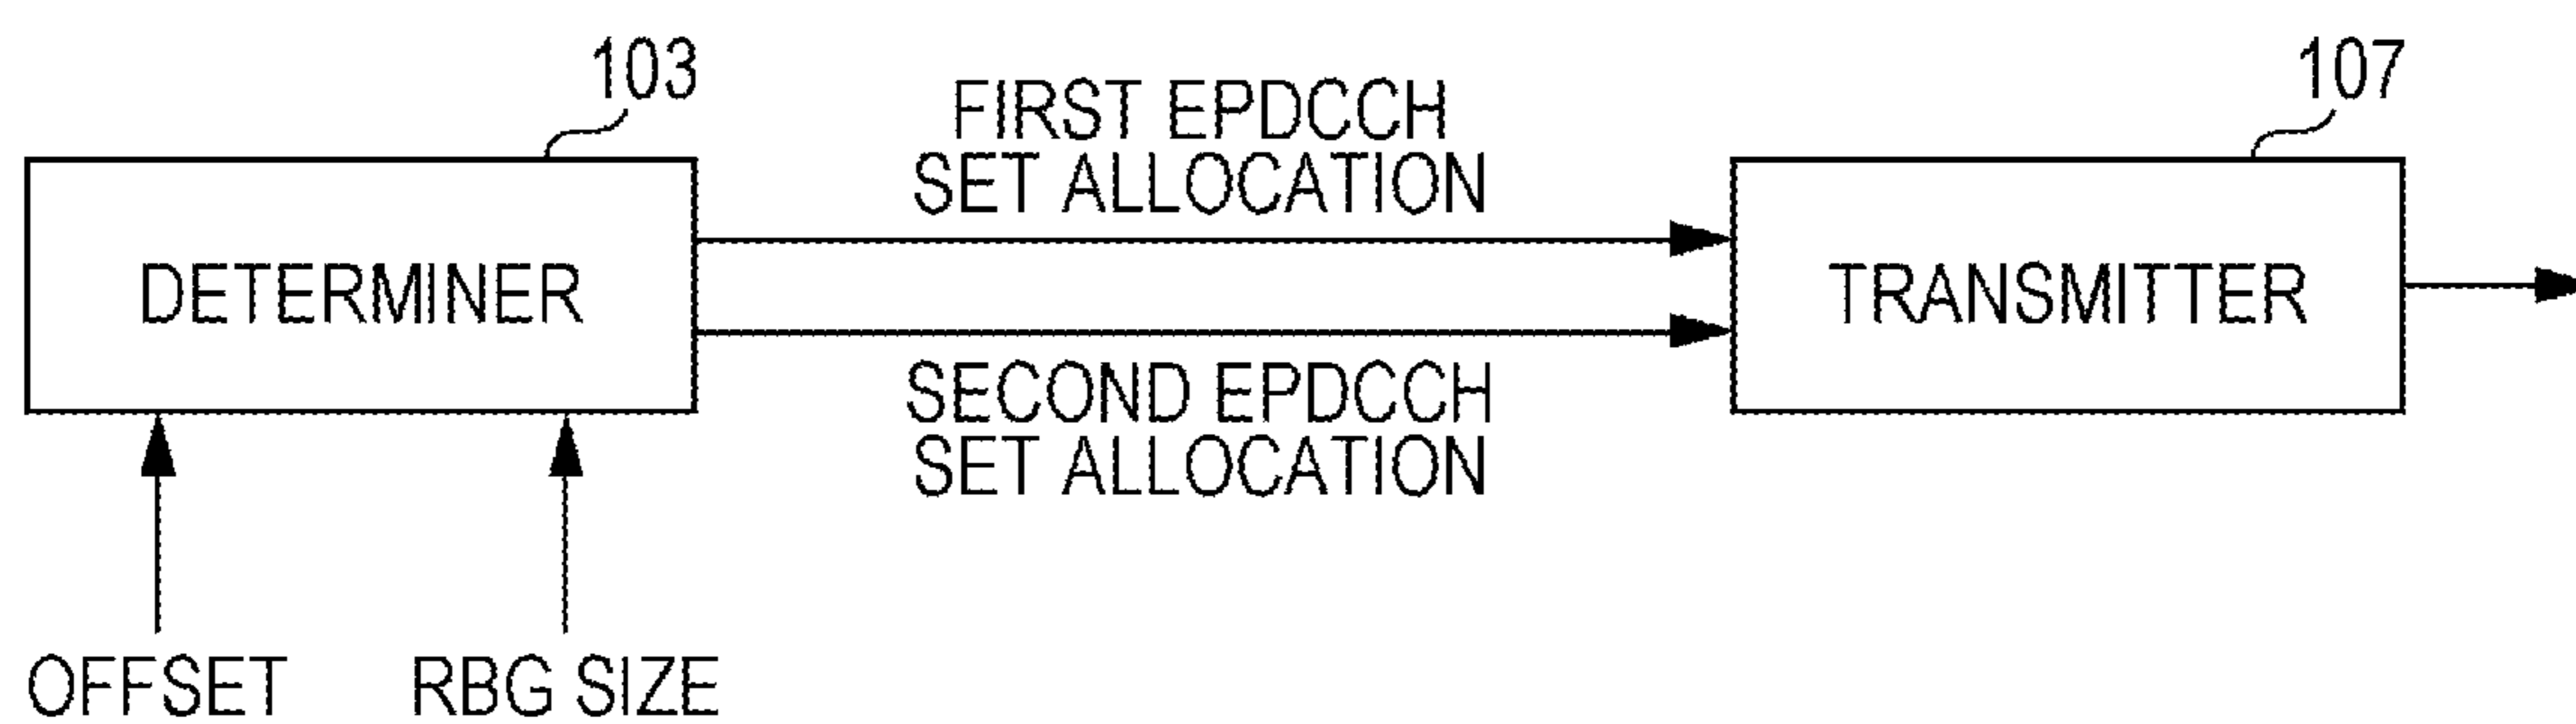 103
FIRST EPDCCH
SET ALLOCATION
107
DETERMINER
TRANSMITTER
SECOND EPDCCH
SET ALLOCATION
OFFSET
RBG SIZE